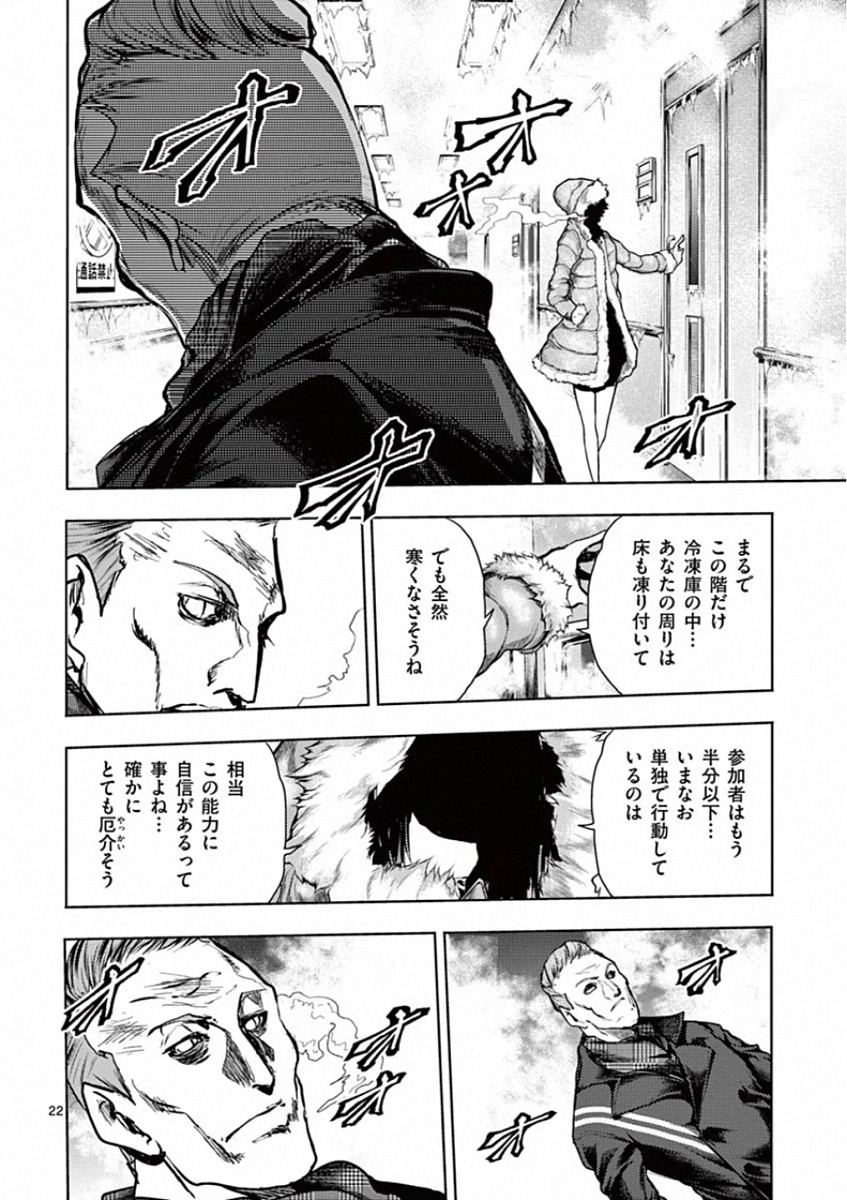 オ
オ
オ
オ
通話禁止
オ
オ
まるで
この階だけ
冷凍庫の中…
あなたの周りは
床も凍り付いて
でも全然
寒くなさそうね
参加者はもう
半分以下…
いまなお
単独で行動して
いるのは
相当
この能力に
自信があるって
事よね…
確かに
とても厄介そう
やっかい
オ
オ
オ
オ
オ
22